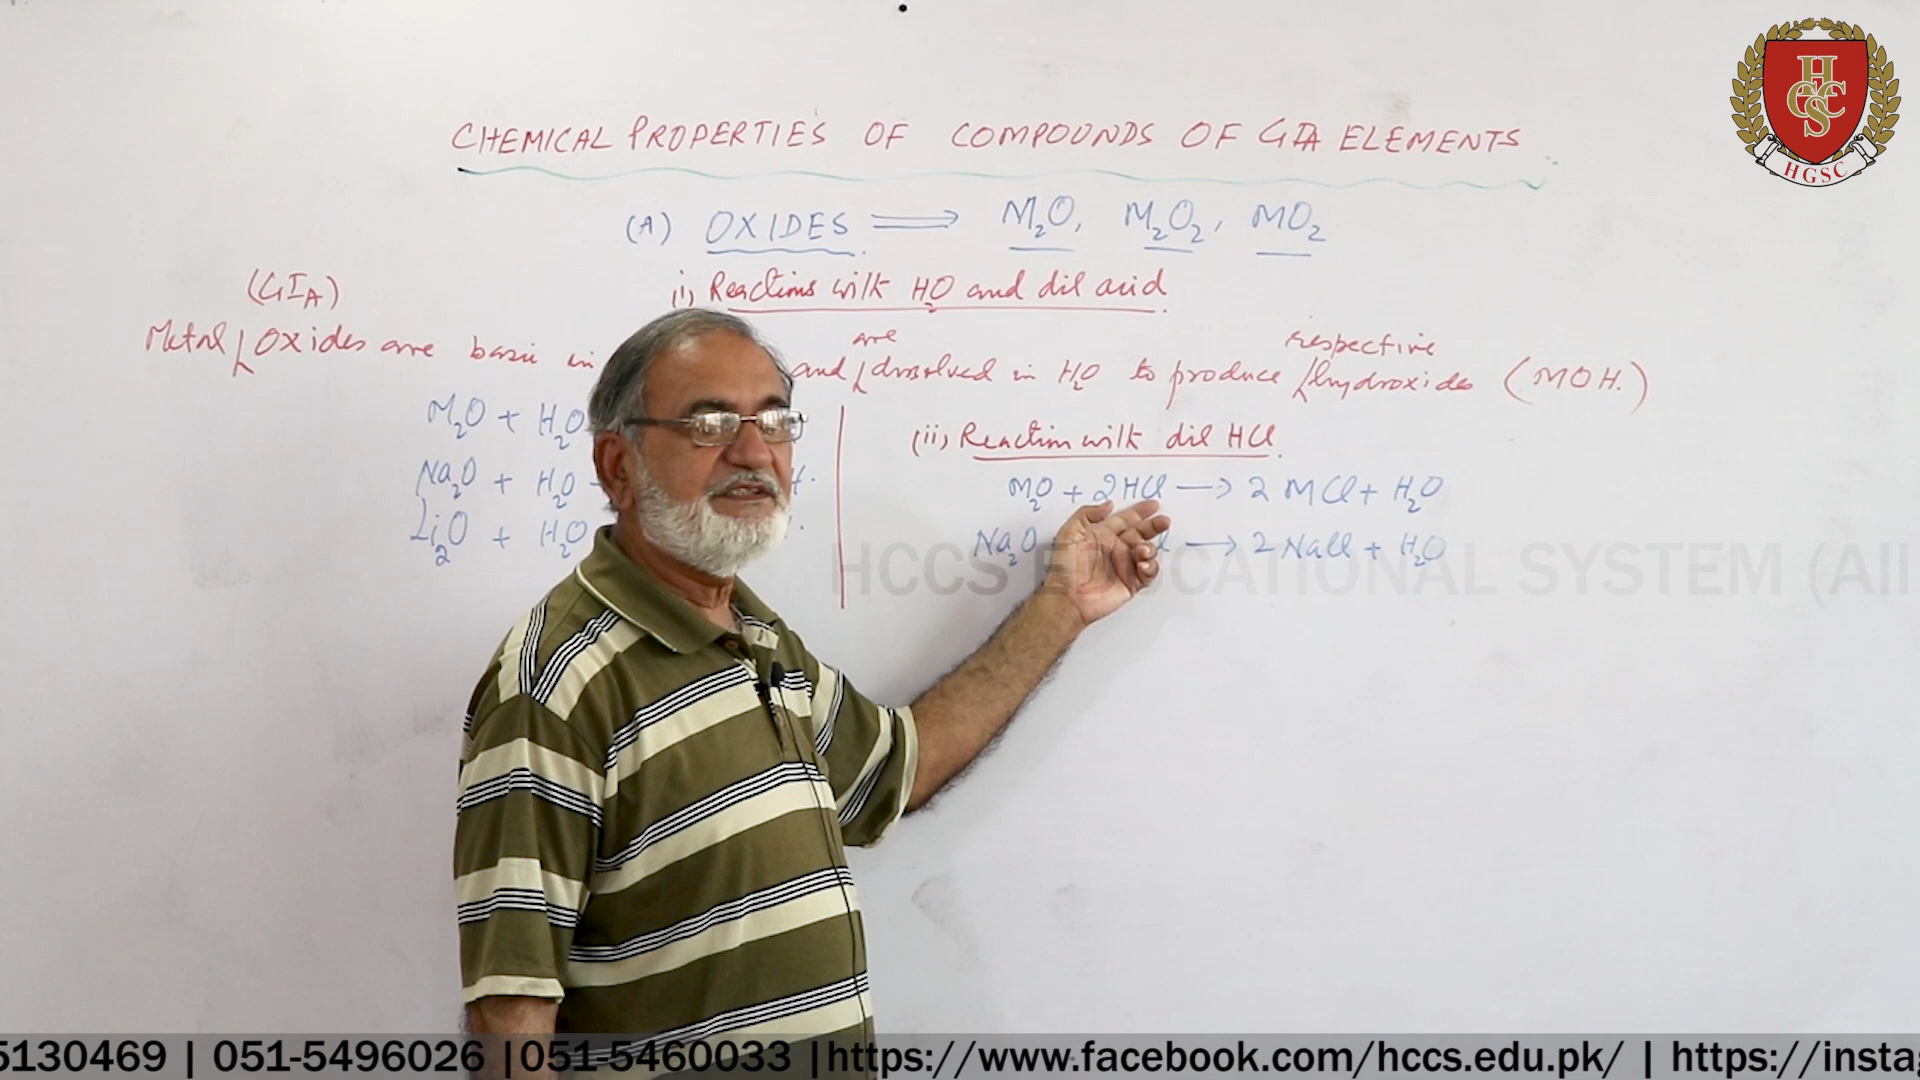 CHEMICAL PROPERTIES OF COMPOUNDS OF GIA ELEMENTS
(A) OXIDES ⟹ M₂O, M₂O₂, MO₂
(GIA)
(i) Reactions with H₂O and dil acid
are respective
Metal Oxides are basic in and dissolved in H₂O to produce hydroxides (MOH.)
M₂O + H₂O
Na₂O + H₂O
Li₂O + H₂O
(ii) Reaction with dil HCl
M₂O + 2HCl → 2MCl + H₂O
Na₂O → 2NaCl + H₂O
HCCS EDUCATIONAL SYSTEM (All
HCCS
HGSC
5130469 | 051-5496026 |051-5460033 |https://www.facebook.com/hccs.edu.pk/ | https://insta